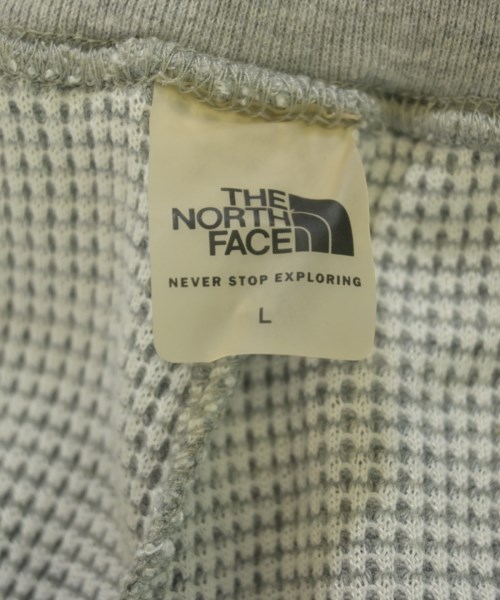 THE
NORTH
FACE
NEVER STOP EXPLORING
L